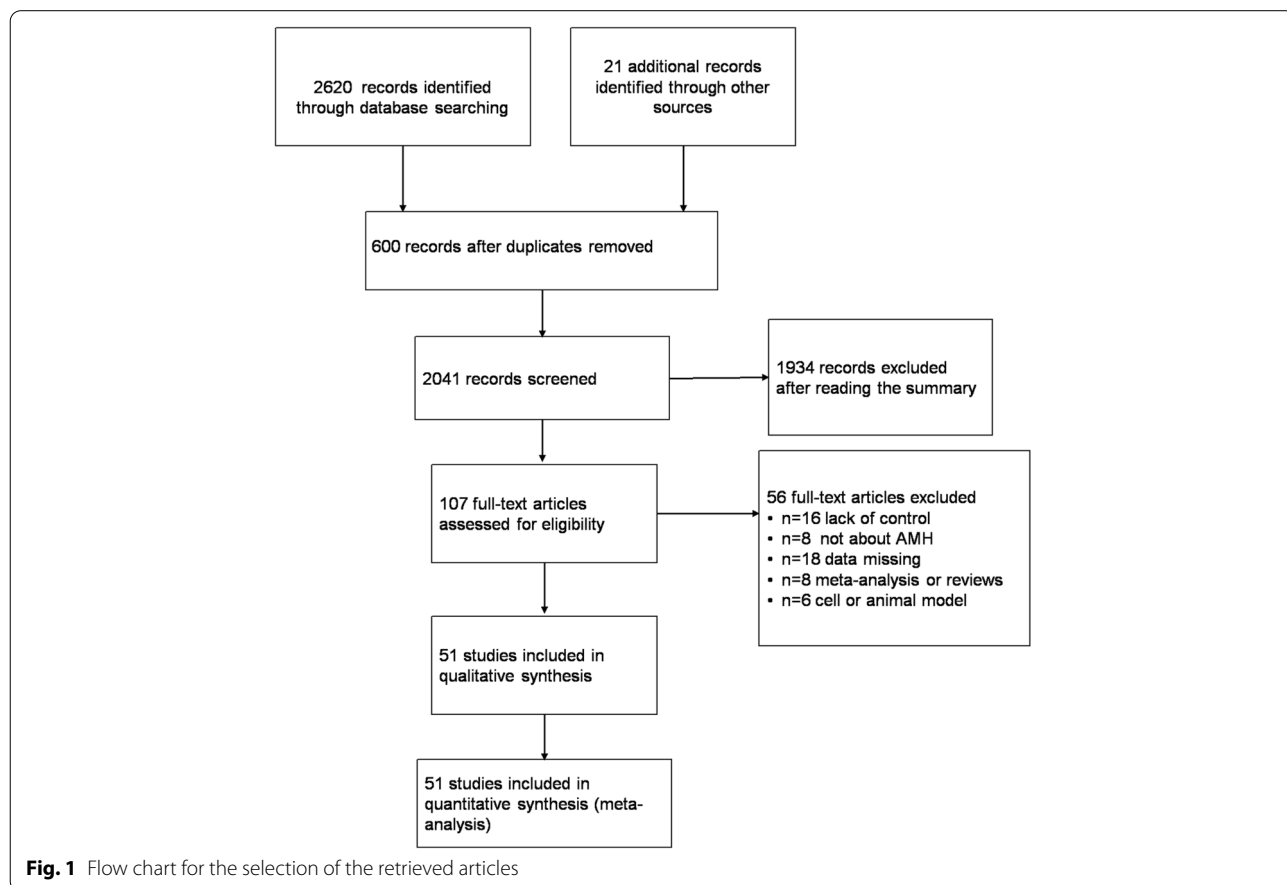 2620 records identified
through database searching
21 additional records
identified through other
sources
600 records after duplicates removed
2041 records screened
1934 records excluded
after reading the summary
107 full-text articles
assessed for eligibility
56 full-text articles excluded
• n=16 lack of control
• n=8 not about AMH
• n=18 data missing
• n=8 meta-analysis or reviews
• n=6 cell or animal model
51 studies included in
qualitative synthesis
51 studies included in
quantitative synthesis (meta-
analysis)
Fig. 1 Flow chart for the selection of the retrieved articles